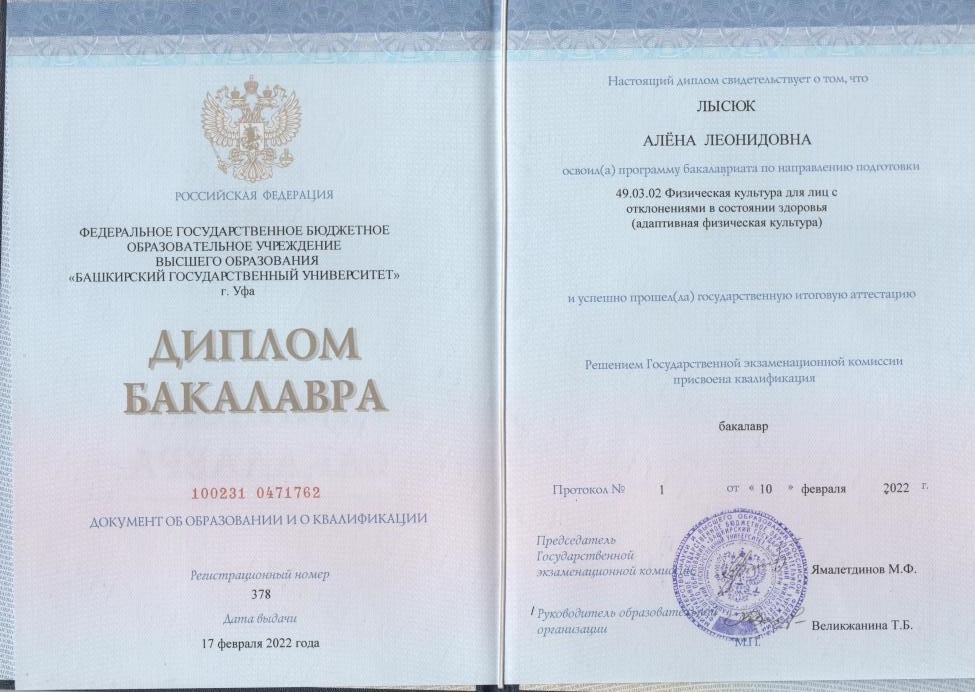 РОССИЙСКАЯ ФЕДЕРАЦИЯ
ФЕДЕРАЛЬНОЕ ГОСУДАРСТВЕННОЕ БЮДЖЕТНОЕ
ОБРАЗОВАТЕЛЬНОЕ УЧРЕЖДЕНИЕ
ВЫСШЕГО ОБРАЗОВАНИЯ
«БАШКИРСКИЙ ГОСУДАРСТВЕННЫЙ УНИВЕРСИТЕТ»
г. Уфа
ДИПЛОМ
БАКАЛАВРА
100231 0471762
ДОКУМЕНТ ОБ ОБРАЗОВАНИИ И О КВАЛИФИКАЦИИ
Регистрационный номер
378
Дата выдачи
17 февраля 2022 года
Настоящий диплом свидетельствует о том, что
ЛЫСЮК
АЛЁНА ЛЕОНИДОВНА
освоил(а) программу бакалавриата по направлению подготовки
49.03.02 Физическая культура для лиц с
отклонениями в состоянии здоровья
(адаптивная физическая культура)
и успешно прошел(ла) государственную итоговую аттестацию
Решением Государственной экзаменационной комиссии
присвоена квалификация
бакалавр
Протокол № 1 от « 10 » февраля 2022 г.
Председатель
Государственной
экзаменационной комиссии Ямалетдинов М.Ф.
Руководитель образовательной
организации Великжанина Т.Б.
М.П.